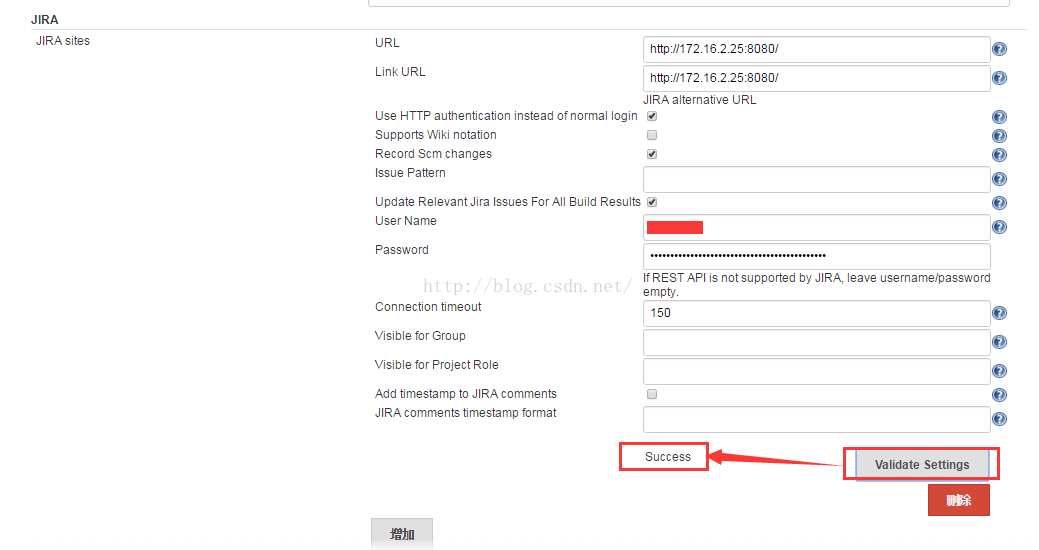 JIRA
JIRA sites
URL
http://172.16.2.25:8080/
Link URL
http://172.16.2.25:8080/
JIRA alternative URL
Use HTTP authentication instead of normal login
Supports Wiki notation
Record Scm changes
Issue Pattern
Update Relevant Jira Issues For All Build Results
User Name
Password
If REST API is not supported by JIRA, leave username/password
empty.
http://blog.csdn.net/
Connection timeout
150
Visible for Group
Visible for Project Role
Add timestamp to JIRA comments
JIRA comments timestamp format
Success
Validate Settings
删除
增加